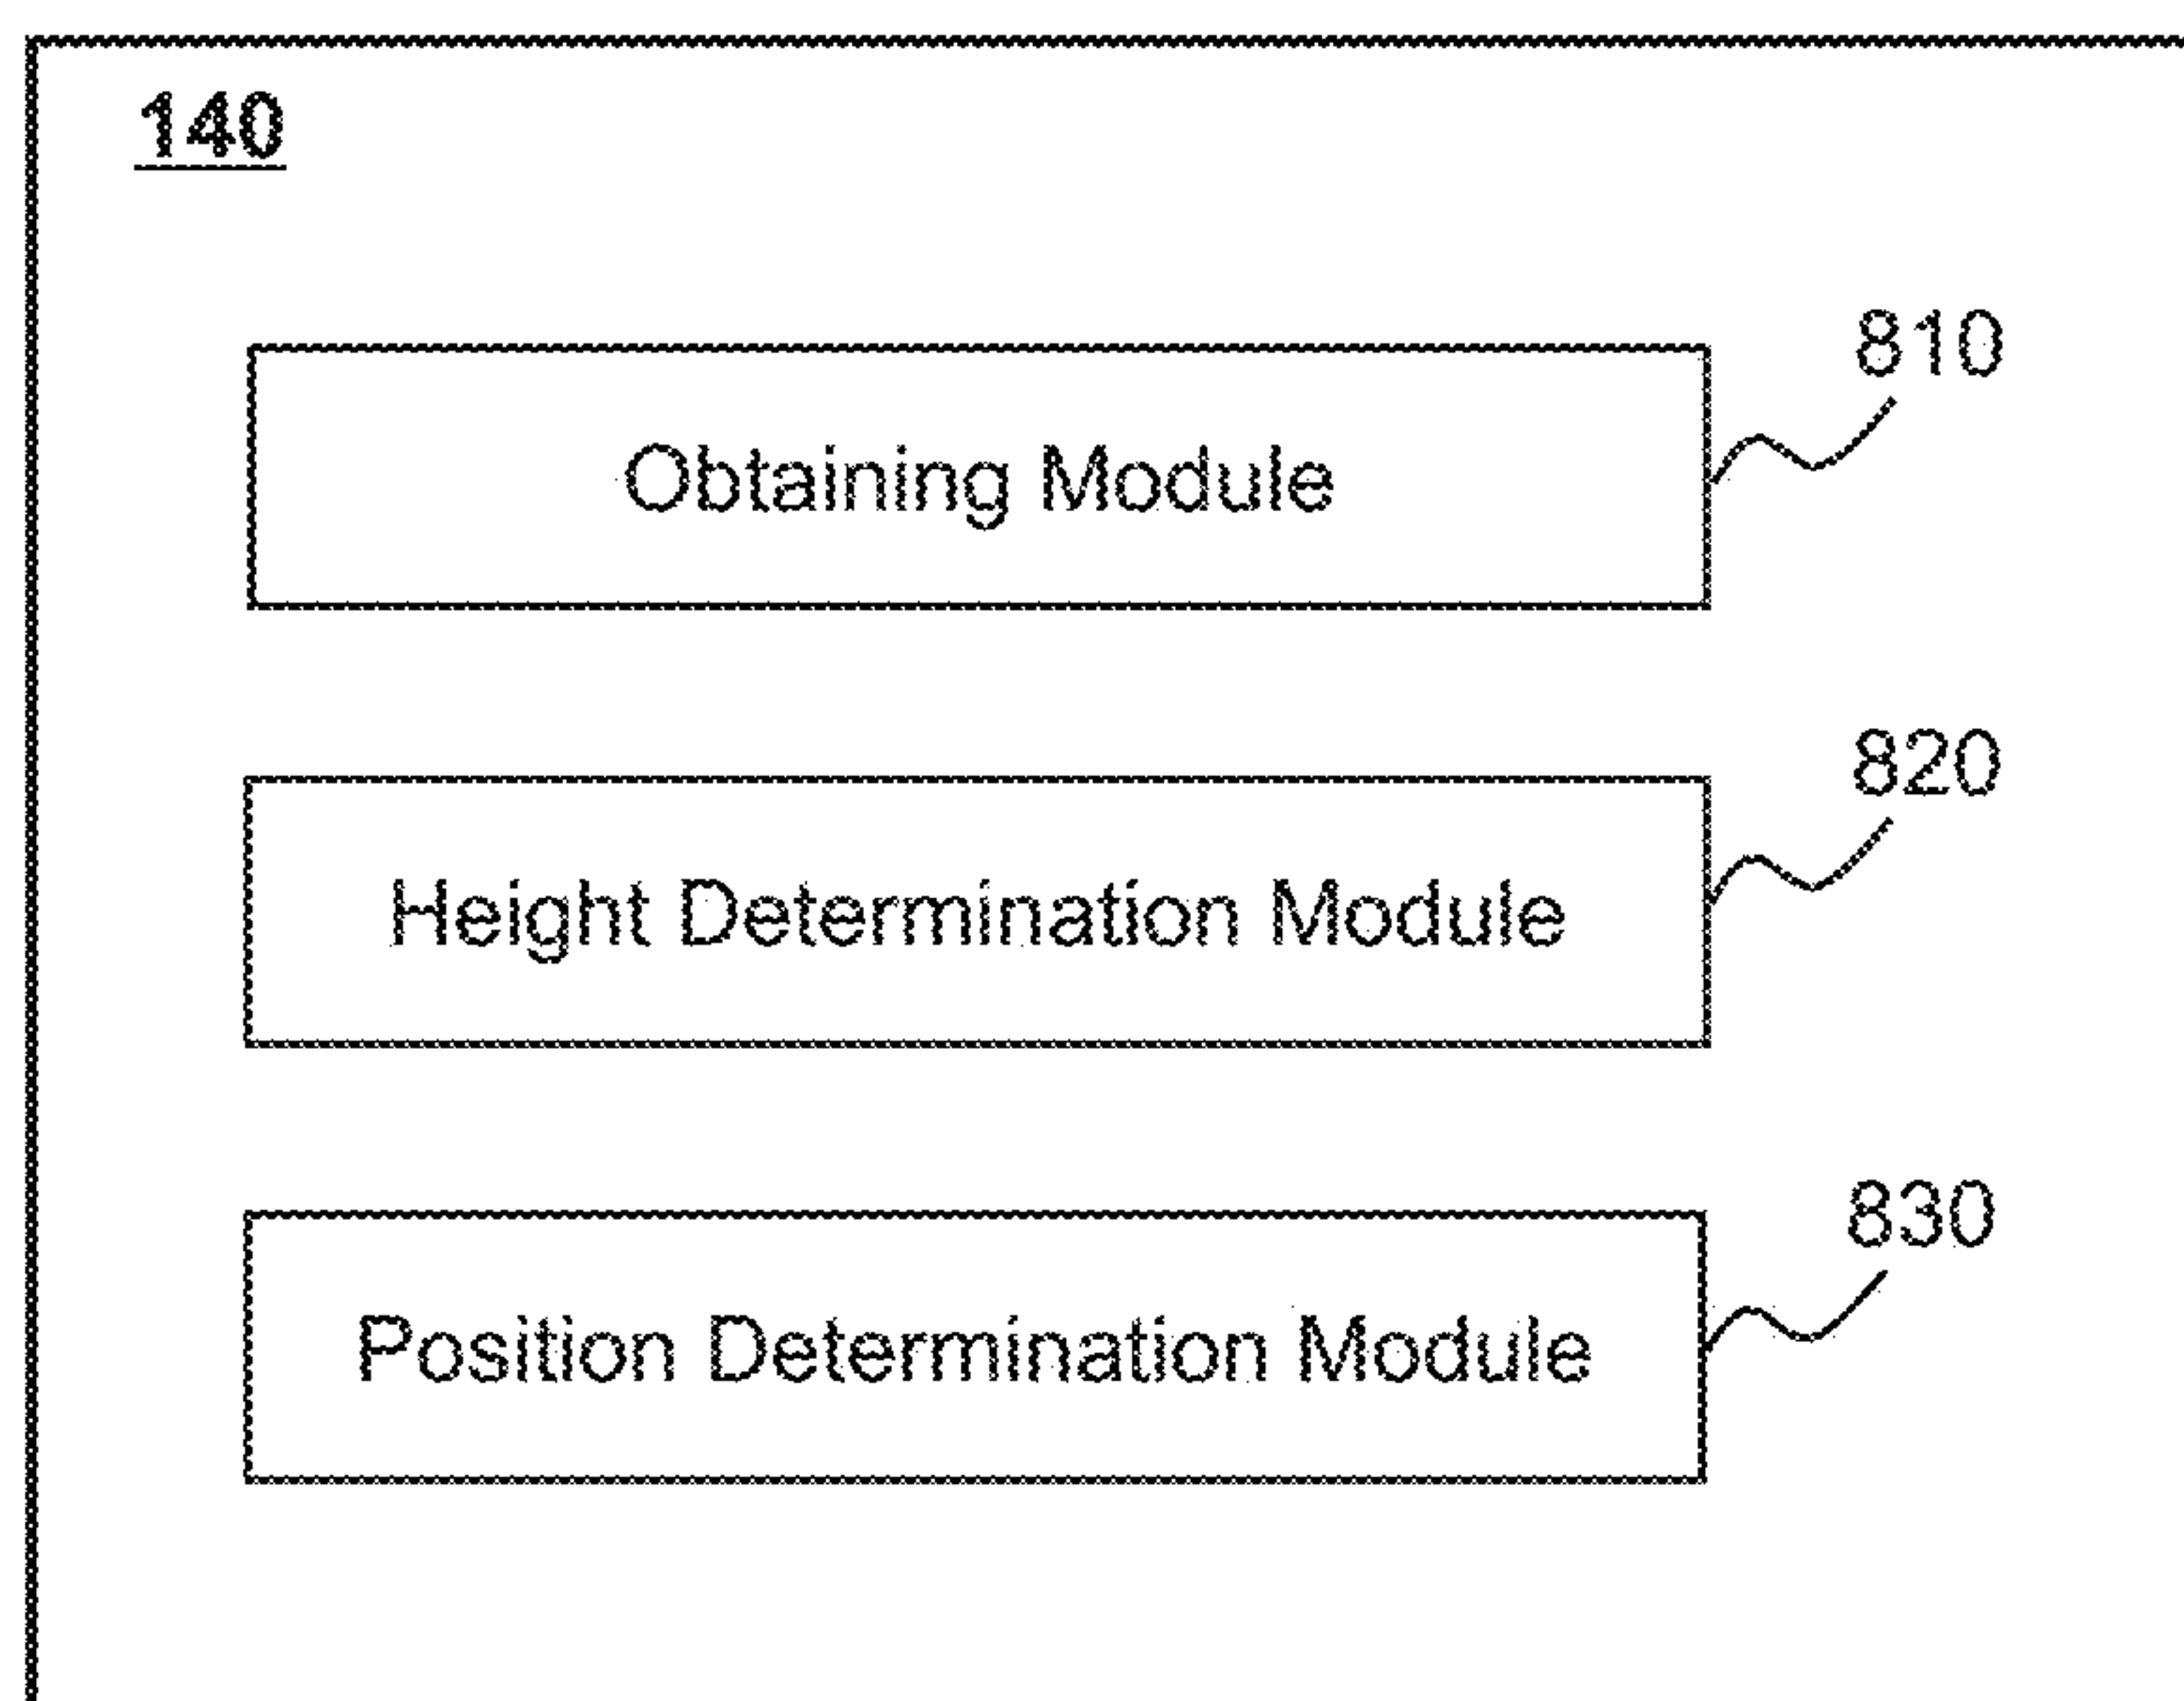 140
810
Obtaining Module
820
Height Determination Module
830
Position Determination Module